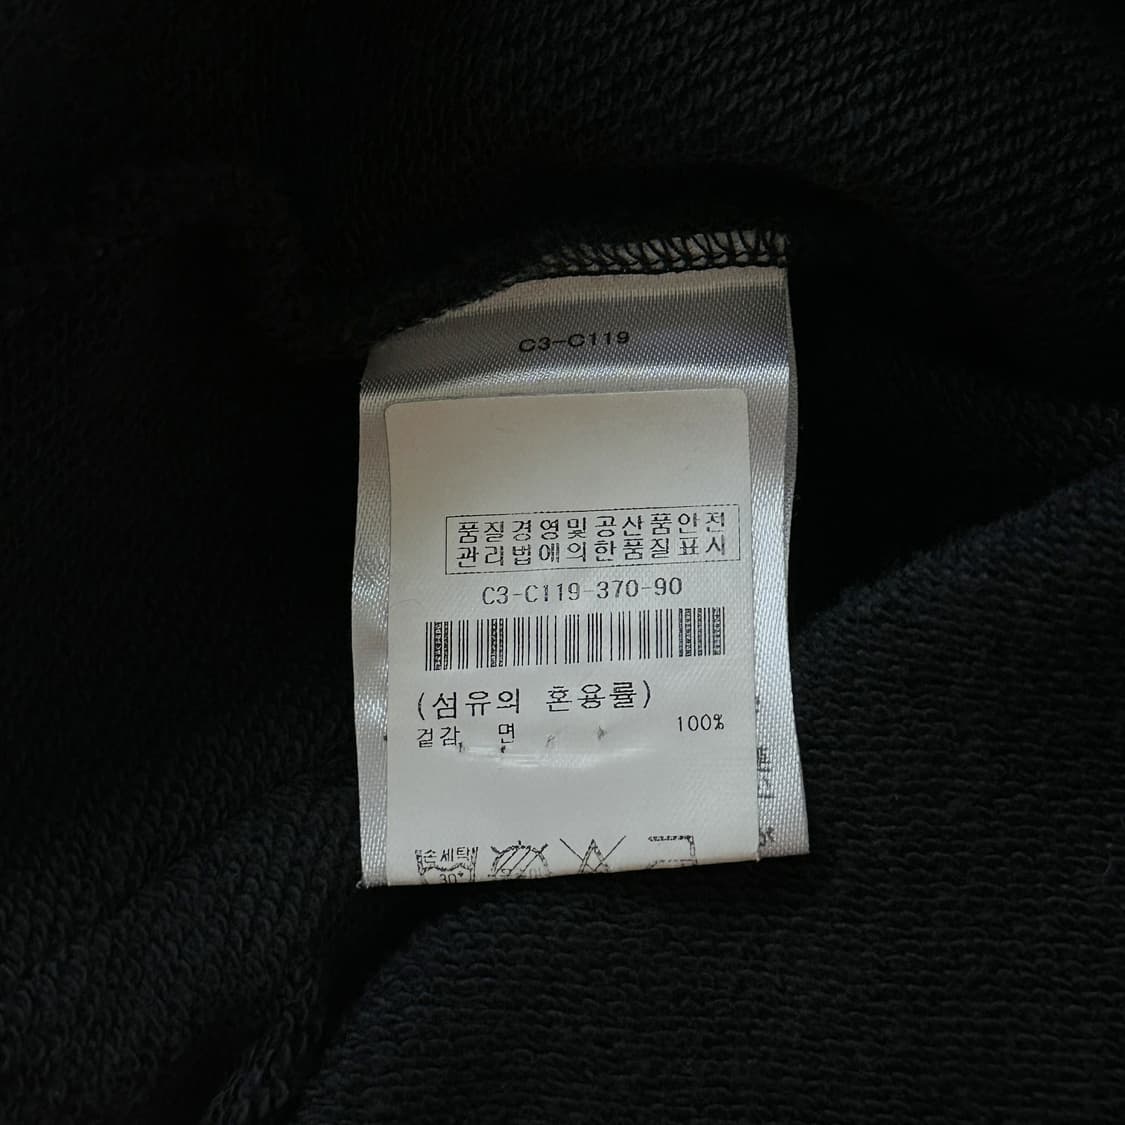 C3-C119
품질경영및공산품안전
관리법에의한품질표시
C3-C119-370-90
(섬유의 혼용률)
겉감 면 100%
손세탁
30°